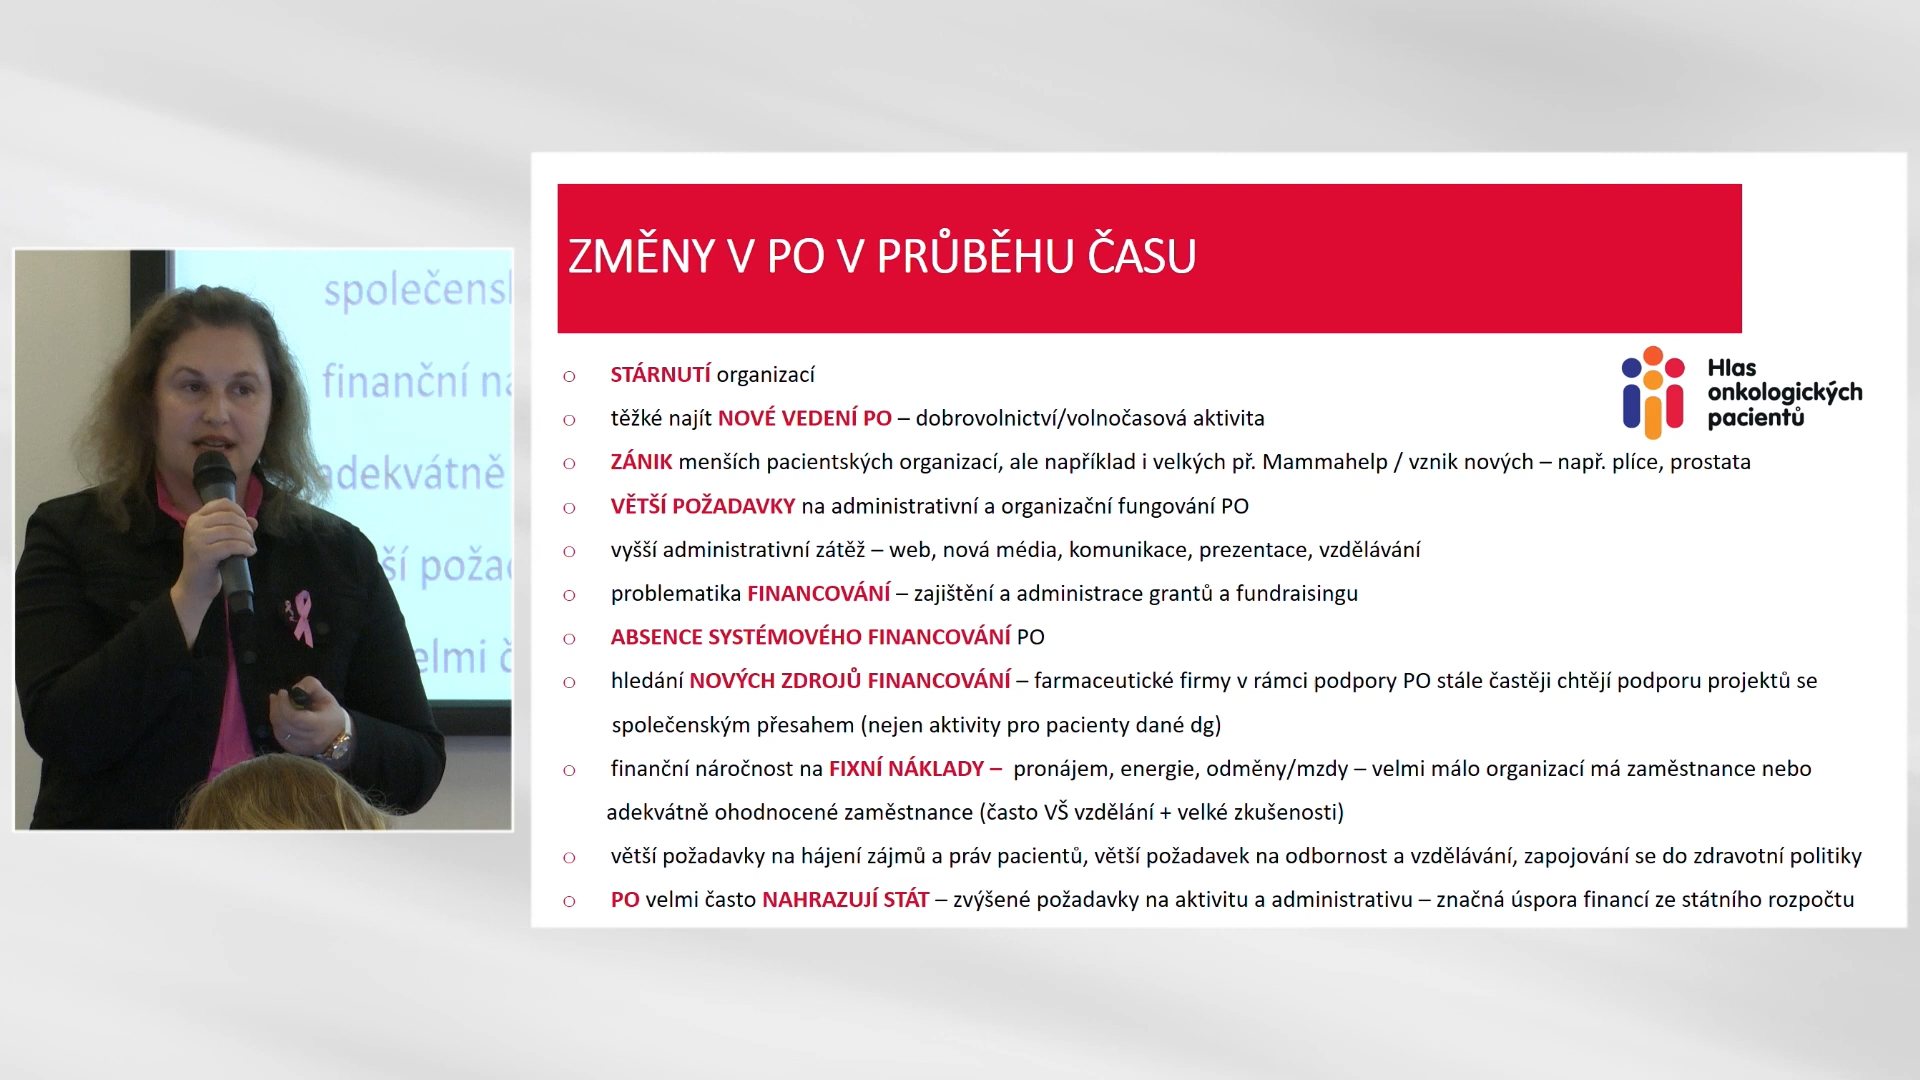 ZMĚNY V PO V PRŮBĚHU ČASU
Hlas
onkologických
pacientů
STÁRNUTÍ organizací
těžké najít NOVÉ VEDENÍ PO – dobrovolnictví/volnočasová aktivita
ZÁNIK menších pacientských organizací, ale například i velkých př. Mammahelp / vznik nových – např. plíce, prostata
VĚTŠÍ POŽADAVKY na administrativní a organizační fungování PO
vyšší administrativní zátěž – web, nová média, komunikace, prezentace, vzdělávání
problematika FINANCOVÁNÍ – zajištění a administrace grantů a fundraisingu
ABSENCE SYSTÉMOVÉHO FINANCOVÁNÍ PO
hledání NOVÝCH ZDROJŮ FINANCOVÁNÍ – farmaceutické firmy v rámci podpory PO stále častěji chtějí podporu projektů se
společenským přesahem (nejen aktivity pro pacienty dané dg)
finanční náročnost na FIXNÍ NÁKLADY – pronájem, energie, odměny/mzdy – velmi málo organizací má zaměstnance nebo
adekvátně ohodnocené zaměstnance (často VŠ vzdělání + velké zkušenosti)
větší požadavky na hájení zájmů a práv pacientů, větší požadavek na odbornost a vzdělávání, zapojování se do zdravotní politiky
PO velmi často NAHRAZUJÍ STÁT – zvýšené požadavky na aktivitu a administrativu – značná úspora financí ze státního rozpočtu
společensk
finanční ná
adekvátně
ší požad
elmi č